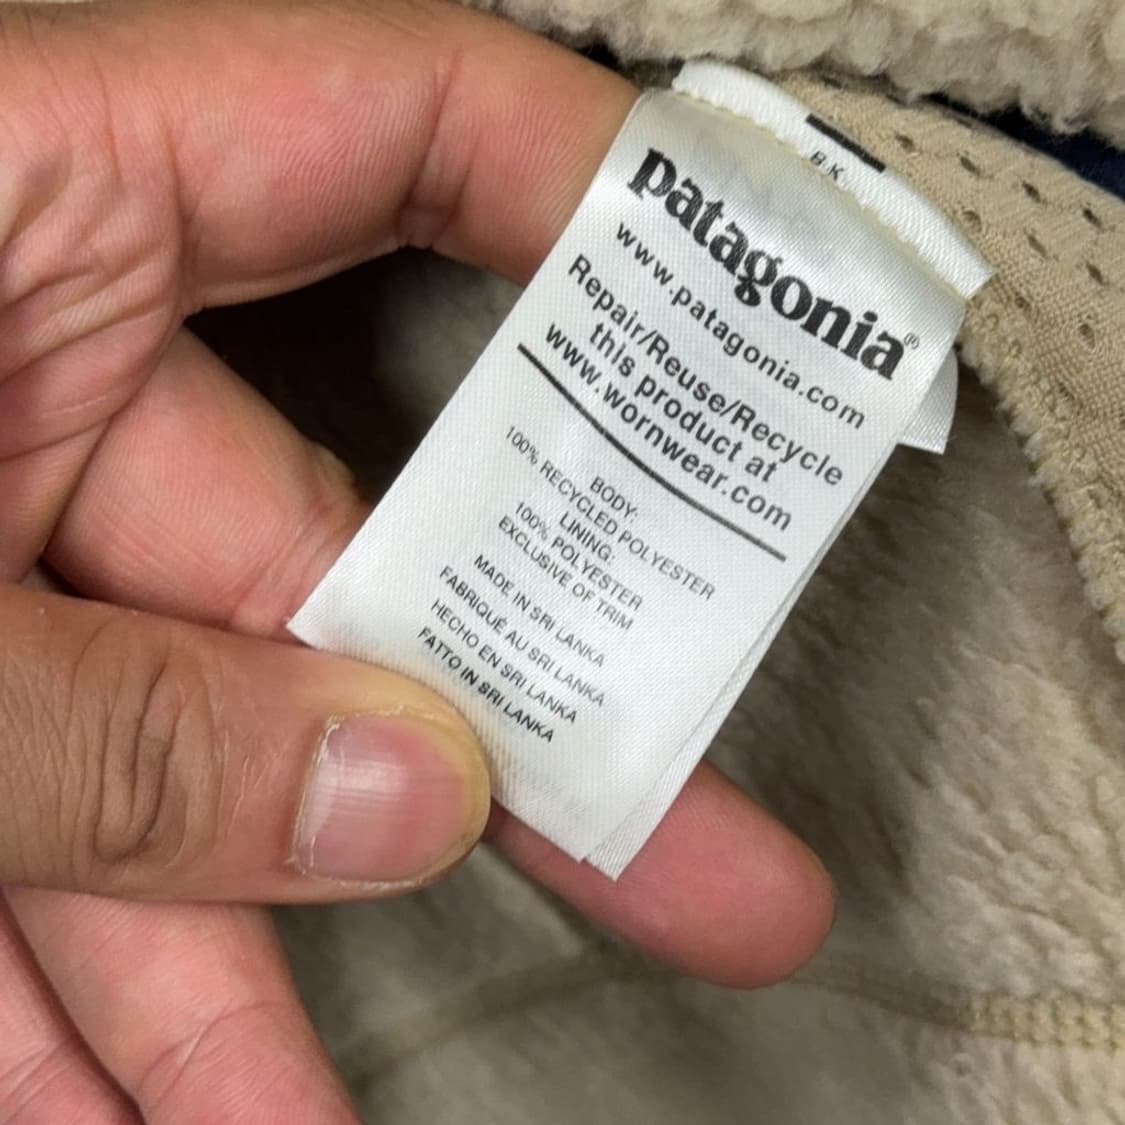 B.K.
patagonia®
www.patagonia.com
Repair/Reuse/Recycle
this product at
www.wornwear.com
BODY:
100% RECYCLED POLYESTER
LINING:
100% POLYESTER
EXCLUSIVE OF TRIM
MADE IN SRI LANKA
FABRIQUÉ AU SRI LANKA
HECHO EN SRI LANKA
FATTO IN SRI LANKA